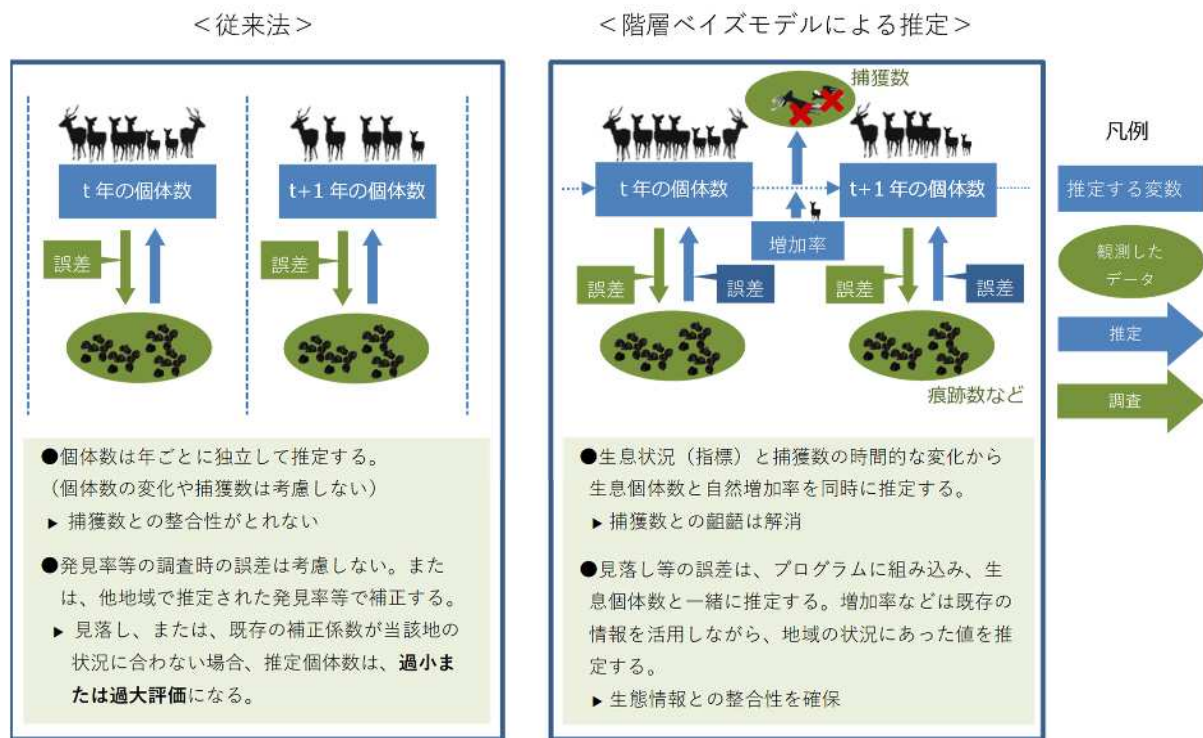 ＜従来法＞
t 年の個体数
t+1 年の個体数
誤差
誤差
●個体数は年ごとに独立して推定する。
（個体数の変化や捕獲数は考慮しない）
▶ 捕獲数との整合性がとれない
●発見率等の調査時の誤差は考慮しない。また
は、他地域で推定された発見率等で補正する。
▶ 見落し、または、既存の補正係数が当該地の
状況に合わない場合、推定個体数は、過小ま
たは過大評価になる。
＜階層ベイズモデルによる推定＞
捕獲数
t 年の個体数
t+1 年の個体数
増加率
誤差
誤差
誤差
誤差
痕跡数など
●生息状況（指標）と捕獲数の時間的な変化から
生息個体数と自然増加率を同時に推定する。
▶ 捕獲数との齟齬は解消
●見落し等の誤差は、プログラムに組み込み、生
息個体数と一緒に推定する。増加率などは既存の
情報を活用しながら、地域の状況にあった値を推
定する。
▶ 生態情報との整合性を確保
凡例
推定する変数
観測した
データ
推定
調査